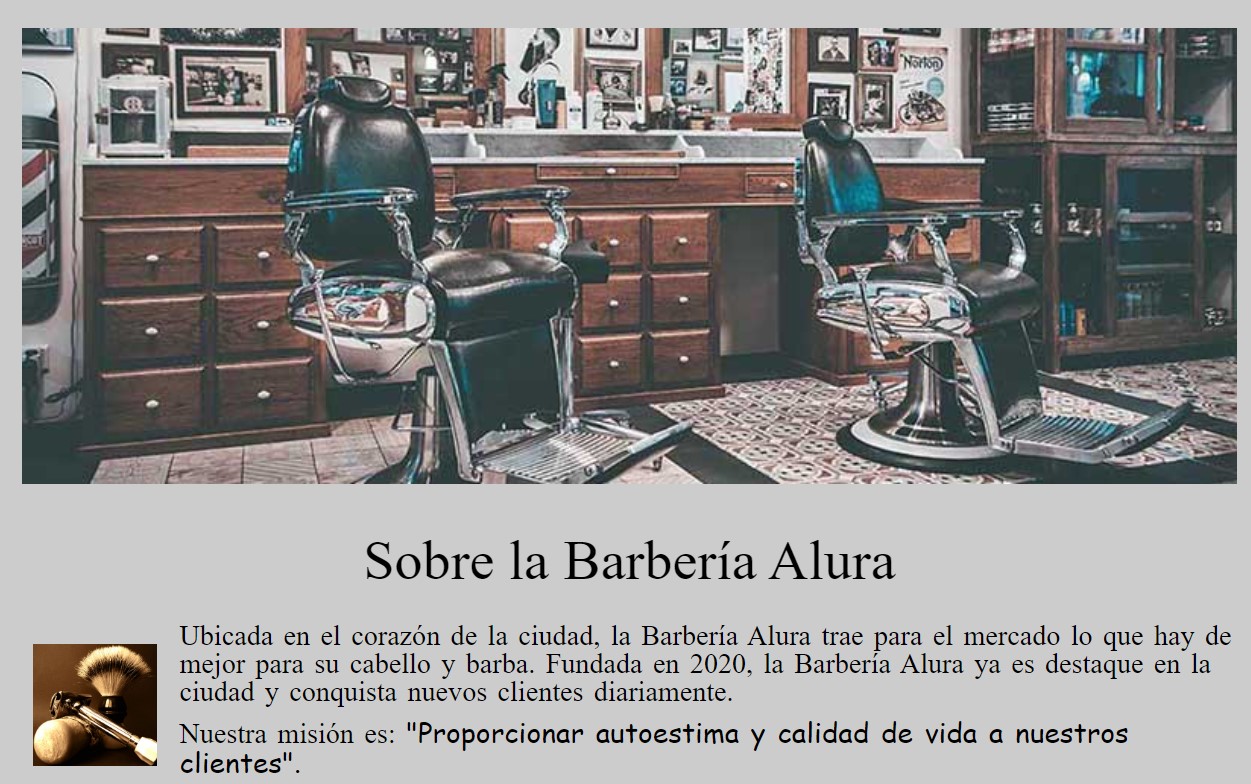 Norton
Sobre la Barbería Alura
Ubicada en el corazón de la ciudad, la Barbería Alura trae para el mercado lo que hay de
mejor para su cabello y barba. Fundada en 2020, la Barbería Alura ya es destaque en la
ciudad y conquista nuevos clientes diariamente.
Nuestra misión es: "Proporcionar autoestima y calidad de vida a nuestros
clientes".